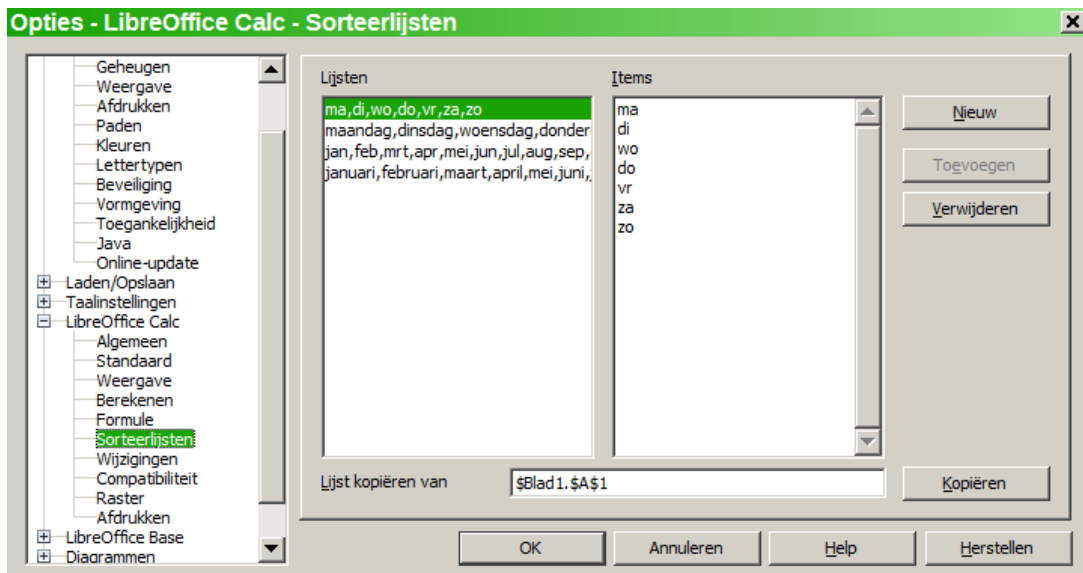 Opties - LibreOffice Calc - Sorteerlijsten
Geheugen
Weergave
Afdrukken
Paden
Kleuren
Lettertypen
Beveiliging
Vormgeving
Toegankelijkheid
Java
Online-update
Laden/Opslaan
Taalinstellingen
LibreOffice Calc
Algemeen
Standaard
Weergave
Berekenen
Formule
Sorteerlijsten
Wijzigingen
Compatibiliteit
Raster
Afdrukken
LibreOffice Base
Diagrammen
Lijsten
ma,di,wo,do,vr,za,zo
maandag,dinsdag,woensdag,donder
jan,feb,mrt,apr,mei,jun,jul,aug,sep,
januari,februari,maart,april,mei,juni,
Items
ma
di
wo
do
vr
za
zo
Nieuw
Toevoegen
Verwijderen
Lijst kopiëren van
$Blad1.$A$1
Kopiëren
OK
Annuleren
Help
Herstellen